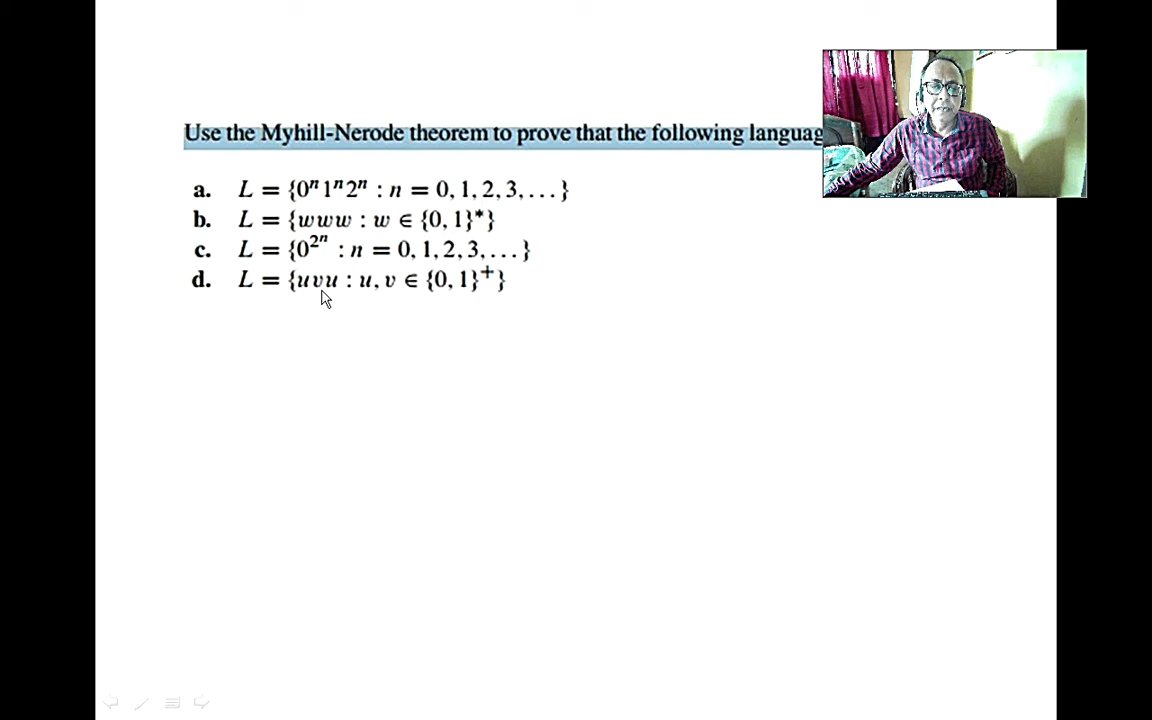 Use the Myhill-Nerode theorem to prove that the following
a. L = {0ⁿ1ⁿ2ⁿ : n = 0, 1, 2, 3, . . . }
b. L = {www : w ∈ {0, 1}*}
c. L = {0^{2ⁿ} : n = 0, 1, 2, 3, . . . }
d. L = {uvu : u, v ∈ {0, 1}⁺}